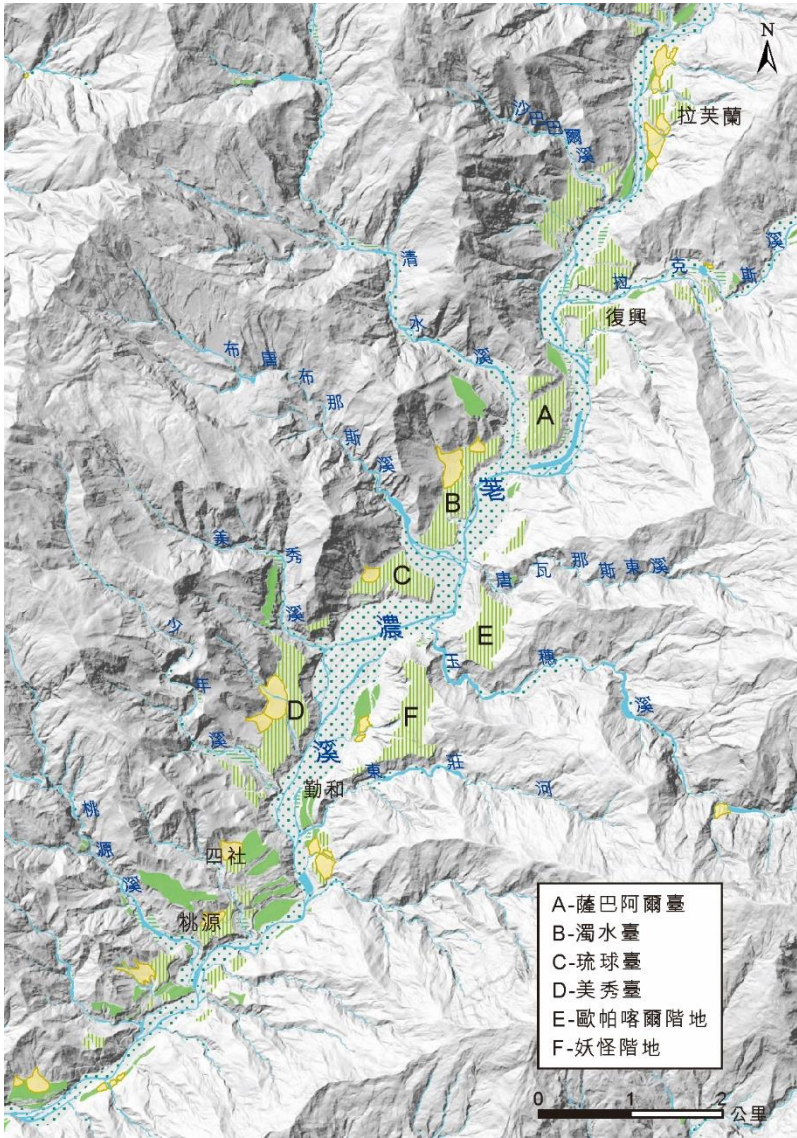 N
拉芙蘭
沙巴巴爾溪
清水溪
拉克斯溪
復興
布唐布那斯溪
A
B
荖濃溪
美秀溪
C
唐瓦那斯東溪
E
玉穗溪
少年溪
D
F
勤和
東莊河
桃源溪
四社
桃源
A-薩巴阿爾臺
B-濁水臺
C-琉球臺
D-美秀臺
E-歐帕喀爾階地
F-妖怪階地
0 1 2 公里